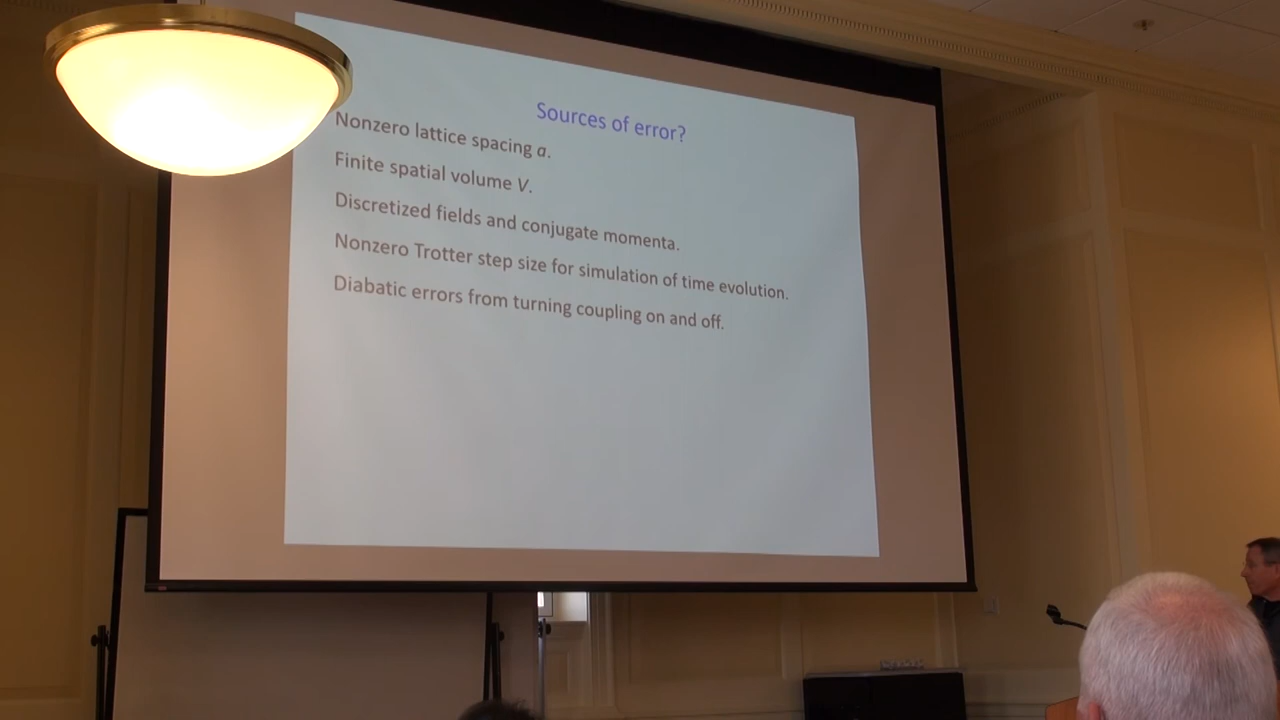 Sources of error?
Nonzero lattice spacing a.
Finite spatial volume V.
Discretized fields and conjugate momenta.
Nonzero Trotter step size for simulation of time evolution.
Diabatic errors from turning coupling on and off.